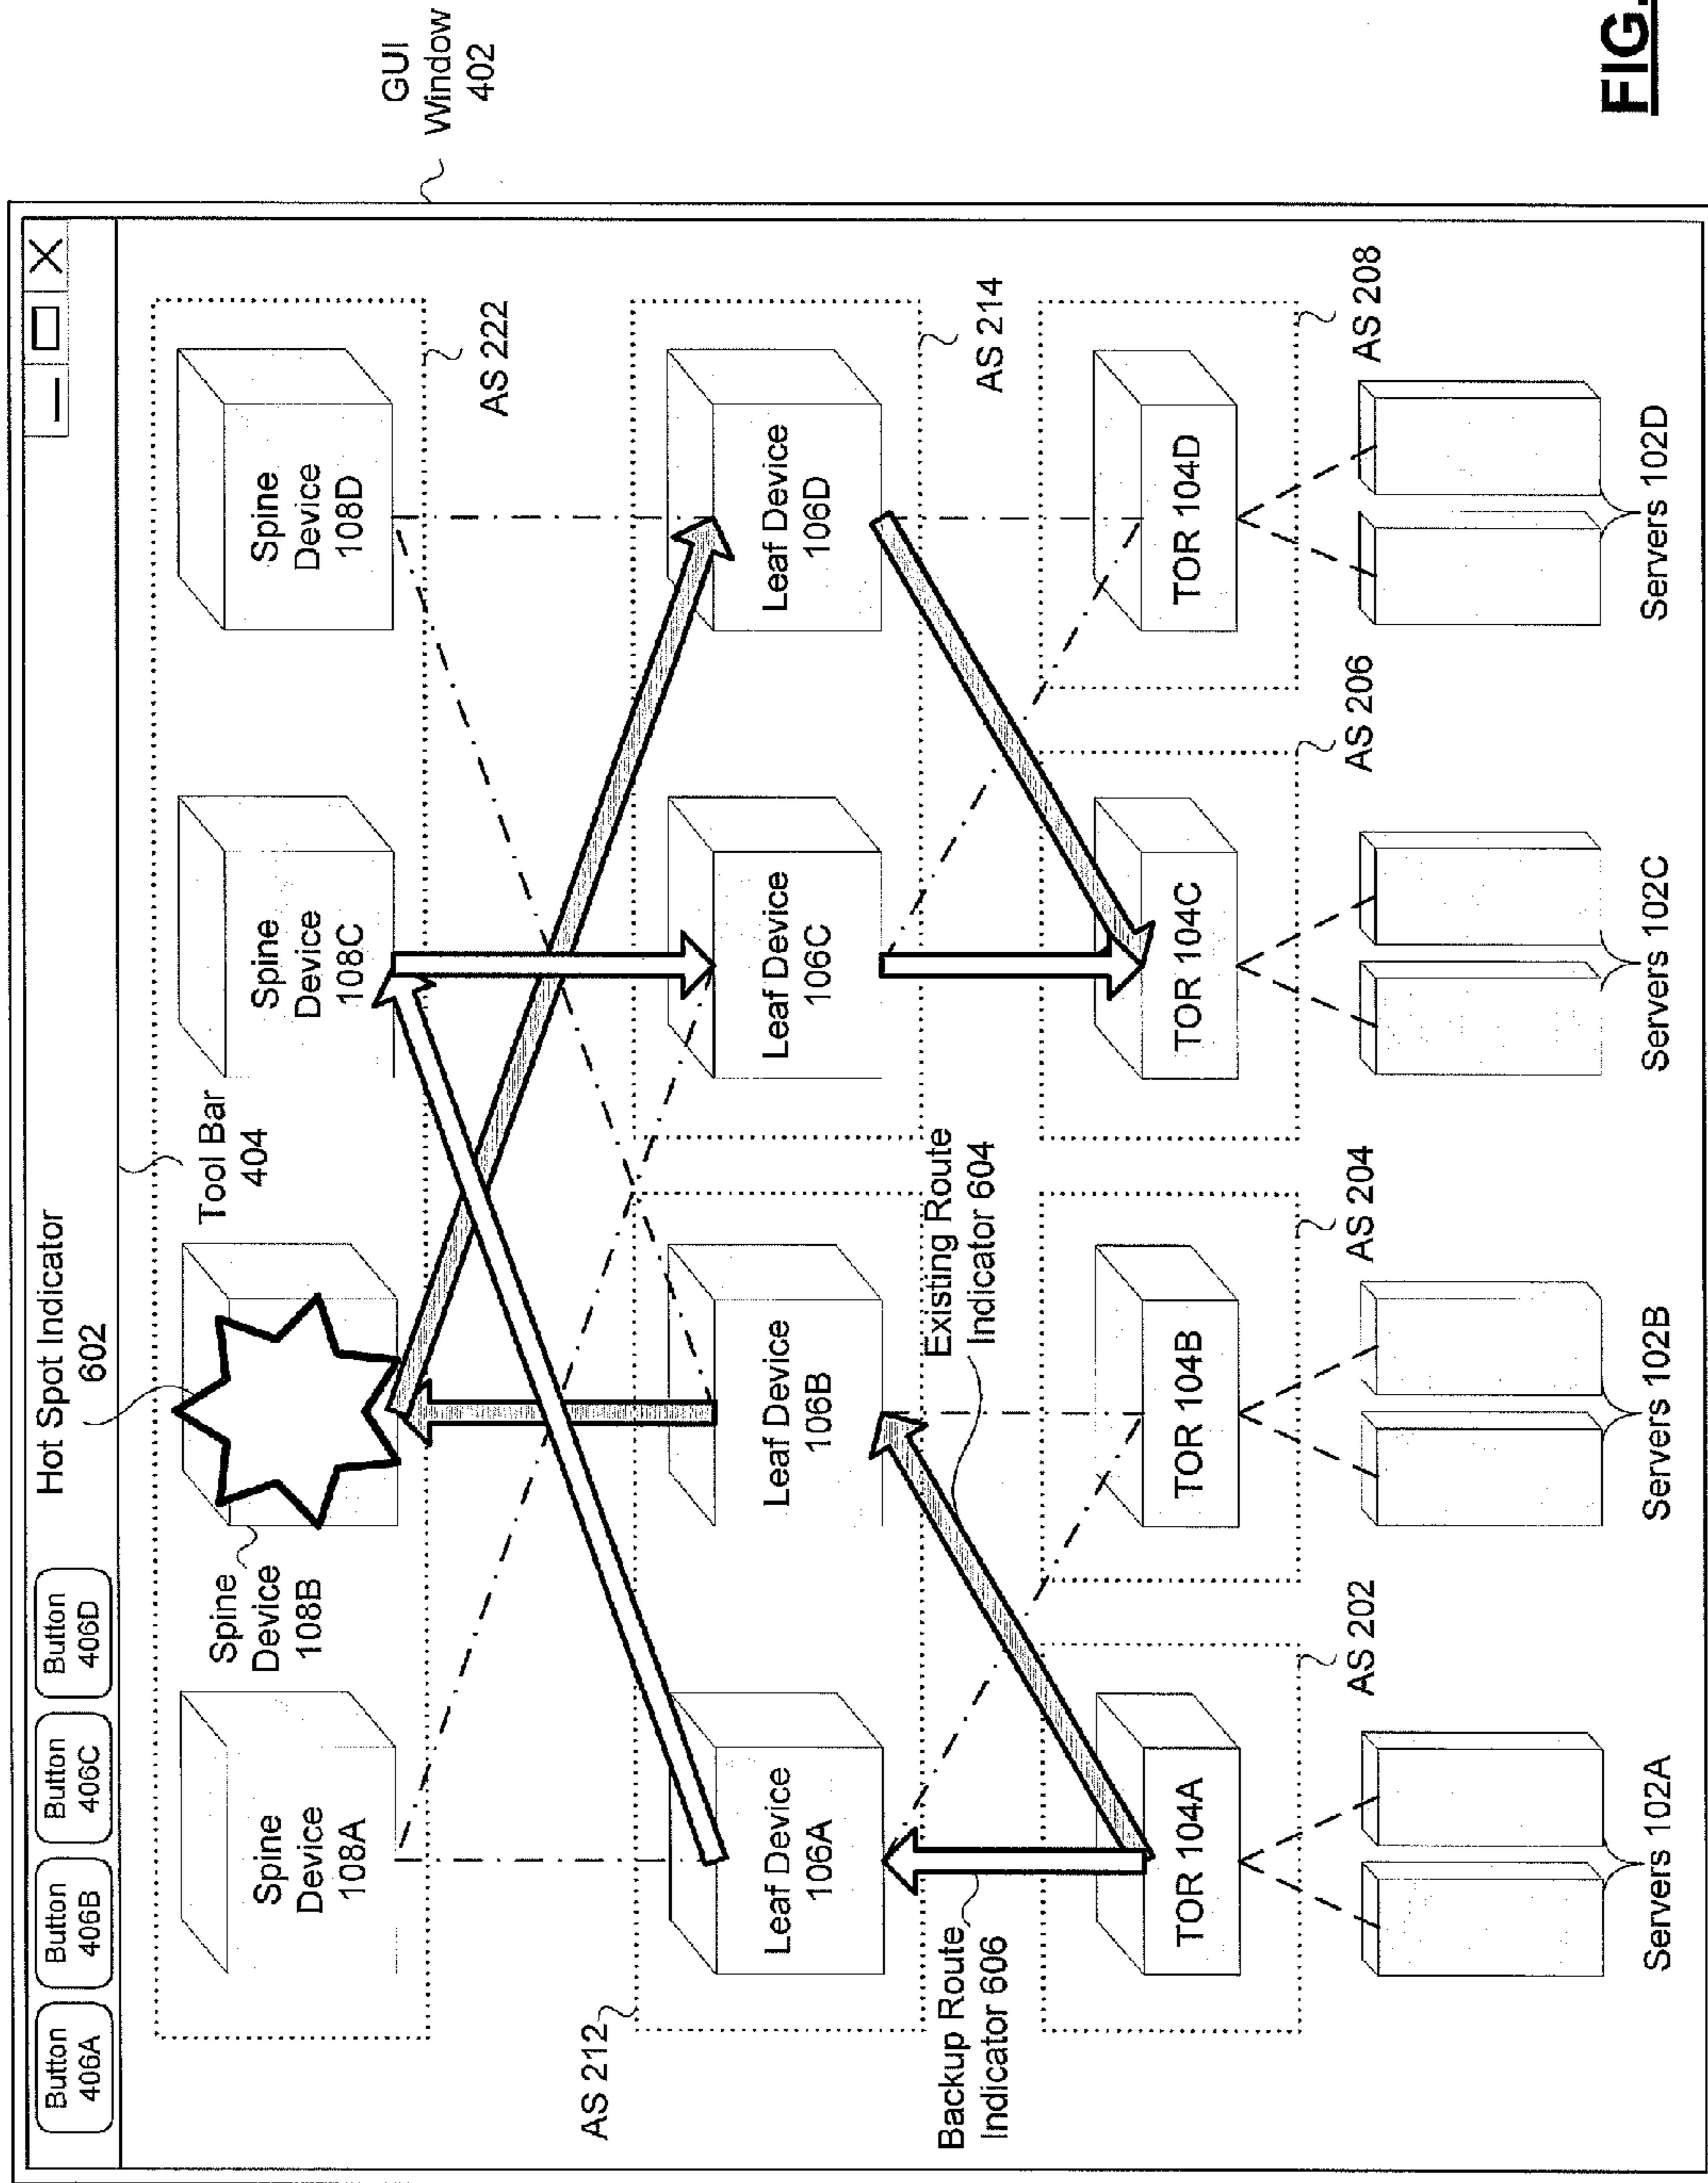 Button
406A
Button
406B
Button
406C
Button
406D
Hot Spot Indicator
602
Tool Bar
404
GUI
Window
402
Spine
Device
108A
Spine
Device
108B
Spine
Device
108C
Spine
Device
108D
AS 222
AS 212
Leaf Device
106A
Leaf Device
106B
Leaf Device
106C
Leaf Device
106D
AS 214
Backup Route
Indicator 606
Existing Route
Indicator 604
TOR 104A
TOR 104B
TOR 104C
TOR 104D
AS 202
AS 204
AS 206
AS 208
Servers 102A
Servers 102B
Servers 102C
Servers 102D
FIG.